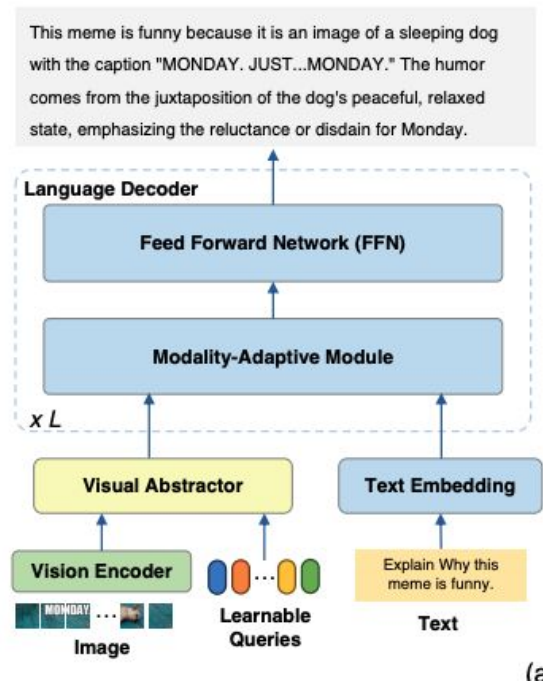 This meme is funny because it is an image of a sleeping dog
with the caption "MONDAY. JUST...MONDAY." The humor
comes from the juxtaposition of the dog's peaceful, relaxed
state, emphasizing the reluctance or disdain for Monday.
Language Decoder
Feed Forward Network (FFN)
Modality-Adaptive Module
x L
Visual Abstractor
Text Embedding
Vision Encoder
Explain Why this
meme is funny.
MONDAY
...
...
Image
Learnable
Queries
Text
(a